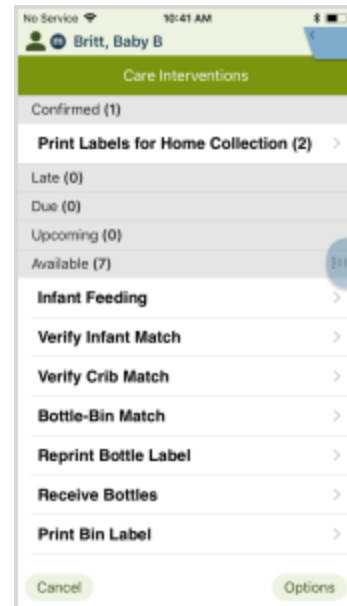 No Service 10:41 AM
Britt, Baby B
Care Interventions
Confirmed (1)
Print Labels for Home Collection (2)
Late (0)
Due (0)
Upcoming (0)
Available (7)
Infant Feeding
Verify Infant Match
Verify Crib Match
Bottle-Bin Match
Reprint Bottle Label
Receive Bottles
Print Bin Label
Cancel Options